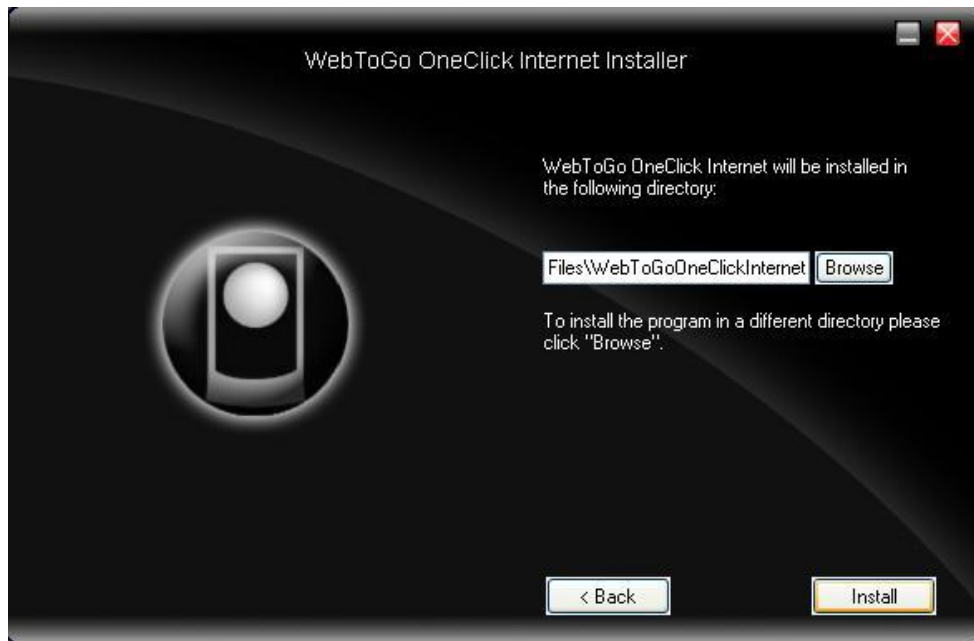 WebToGo OneClick Internet Installer
WebToGo OneClick Internet will be installed in
the following directory:
Files\WebToGoOneClickInternet
Browse
To install the program in a different directory please
click "Browse".
< Back
Install